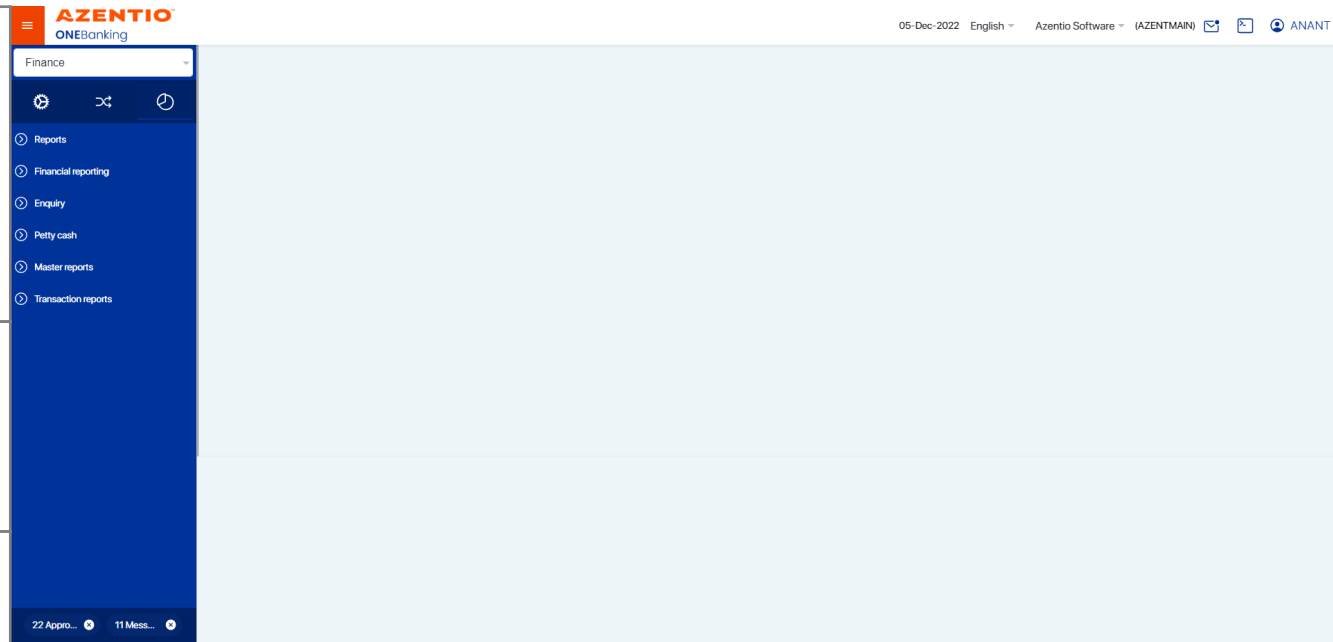 AZENTIO™
ONEBanking
05-Dec-2022 English Azentio Software (AZENTMAIN) ANANT
Finance
Reports
Financial reporting
Enquiry
Petty cash
Master reports
Transaction reports
22 Appro... 11 Mess...